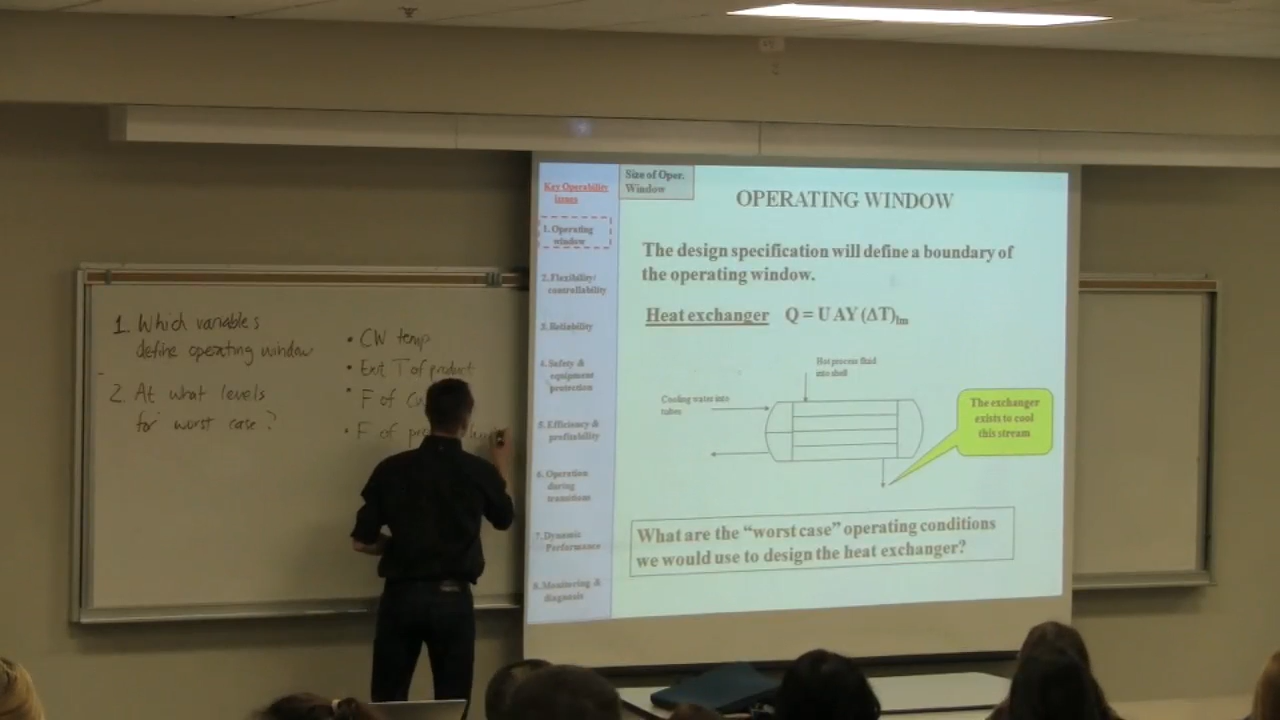 1. Which variables
define operating window
2. At what levels
for worst case?
• CW temp
• Exit T of product
• F of
• F of
Key Operability
Issues
1. Operating
window
2. Flexibility/
controllability
3. Reliability
4. Safety &
equipment
protection
5. Efficiency &
profitability
6. Operation
during
transitions
7. Dynamic
Performance
8. Monitoring &
diagnosis
Size of Oper.
Window
OPERATING WINDOW
The design specification will define a boundary of
the operating window.
Heat exchanger Q = U A Y (ΔT)lm
Hot process fluid
into shell
Cooling water into
tubes
The exchanger
exists to cool
this stream
What are the “worst case” operating conditions
we would use to design the heat exchanger?